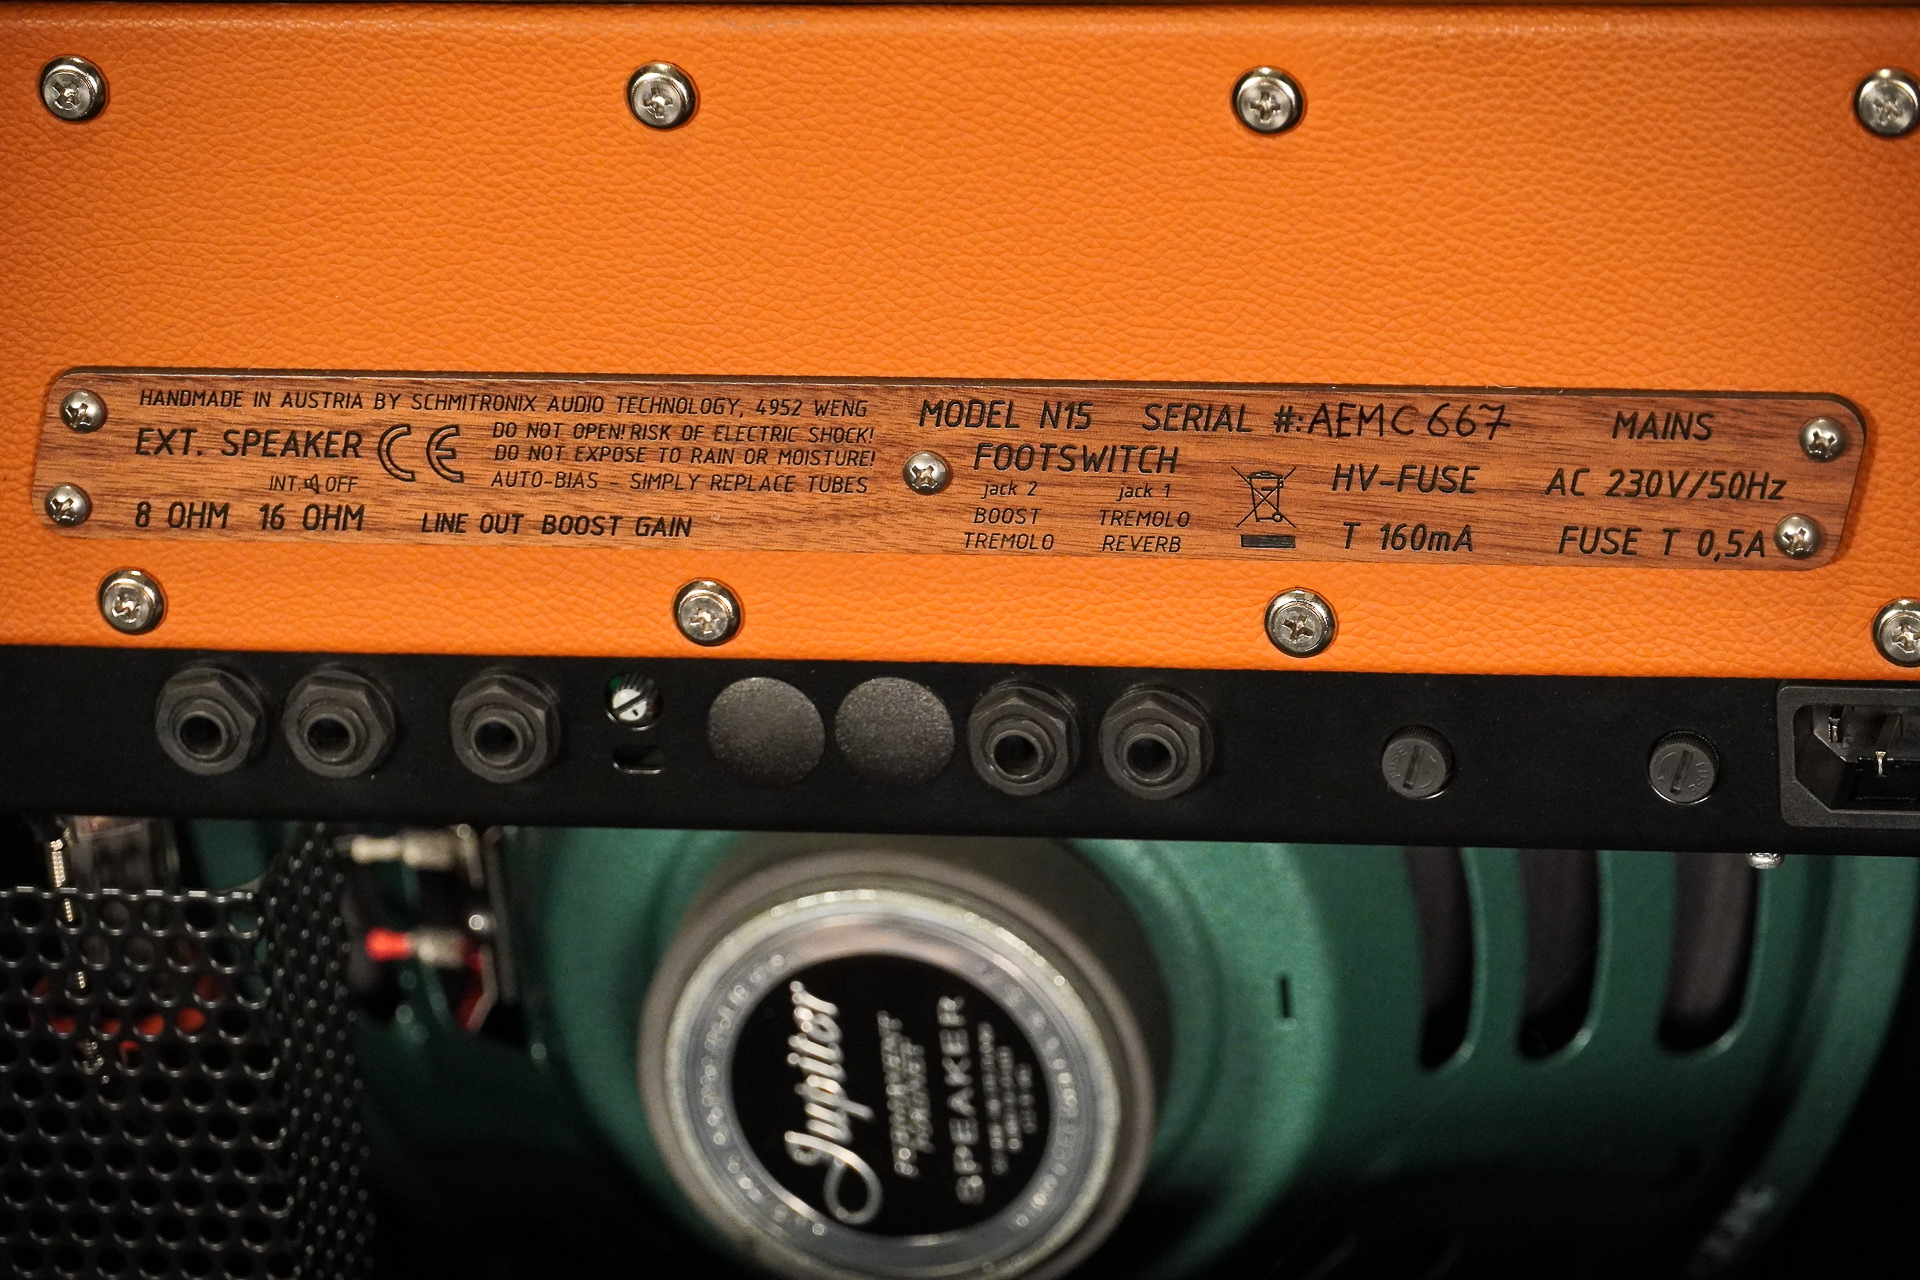 HANDMADE IN AUSTRIA BY SCHMITRONIX AUDIO TECHNOLOGY, 4952 WENG
EXT. SPEAKER CE
DO NOT OPEN! RISK OF ELECTRIC SHOCK!
DO NOT EXPOSE TO RAIN OR MOISTURE!
AUTO-BIAS - SIMPLY REPLACE TUBES
INT. OFF
8 OHM 16 OHM
LINE OUT BOOST GAIN
MODEL N15 SERIAL #: AEMC 667
FOOTSWITCH
jack 2 jack 1
BOOST TREMOLO
TREMOLO REVERB
HV-FUSE
T 160mA
MAINS
AC 230V/50Hz
FUSE T 0,5A
FUSE
FUSE
Jupiter
SPEAKER